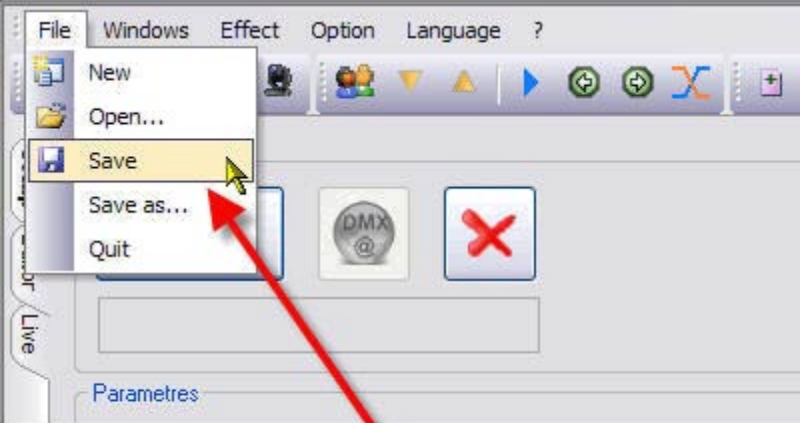 File Windows Effect Option Language ?
New
Open...
Save
Save as...
Quit
DMX
@
Live
Parametres